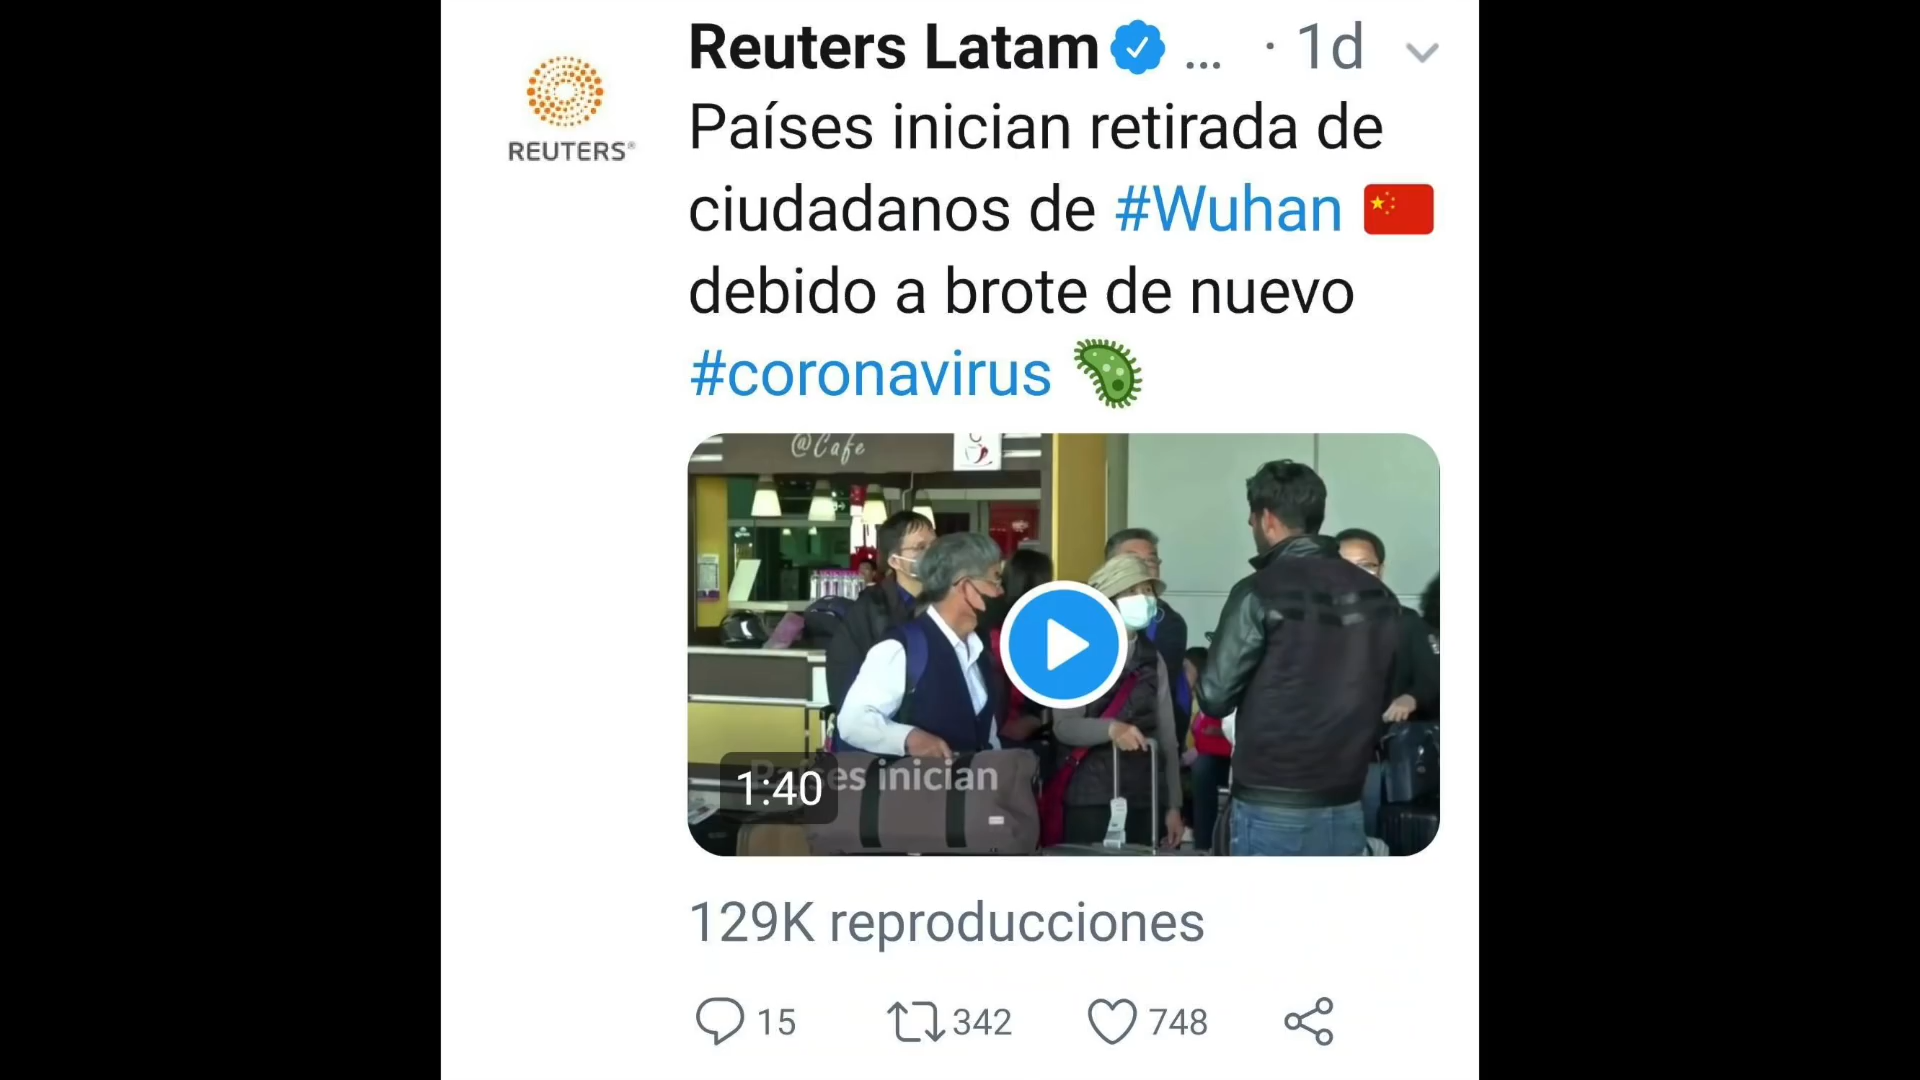 Reuters Latam ... · 1d
REUTERS®
Países inician retirada de
ciudadanos de #Wuhan
debido a brote de nuevo
#coronavirus
@Cafe
es inician
1:40
129K reproducciones
15 342 748